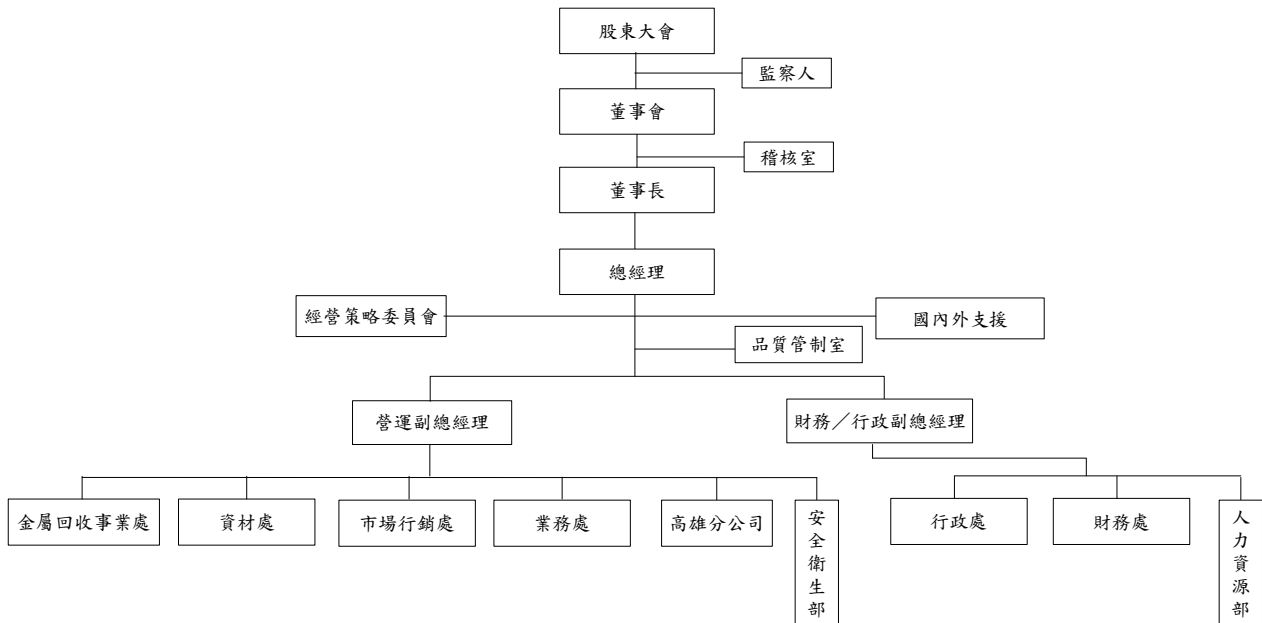 股東大會
監察人
董事會
稽核室
董事長
總經理
經營策略委員會
國內外支援
品質管制室
營運副總經理
財務／行政副總經理
金屬回收事業處
資材處
市場行銷處
業務處
高雄分公司
安全衛生部
行政處
財務處
人力資源部